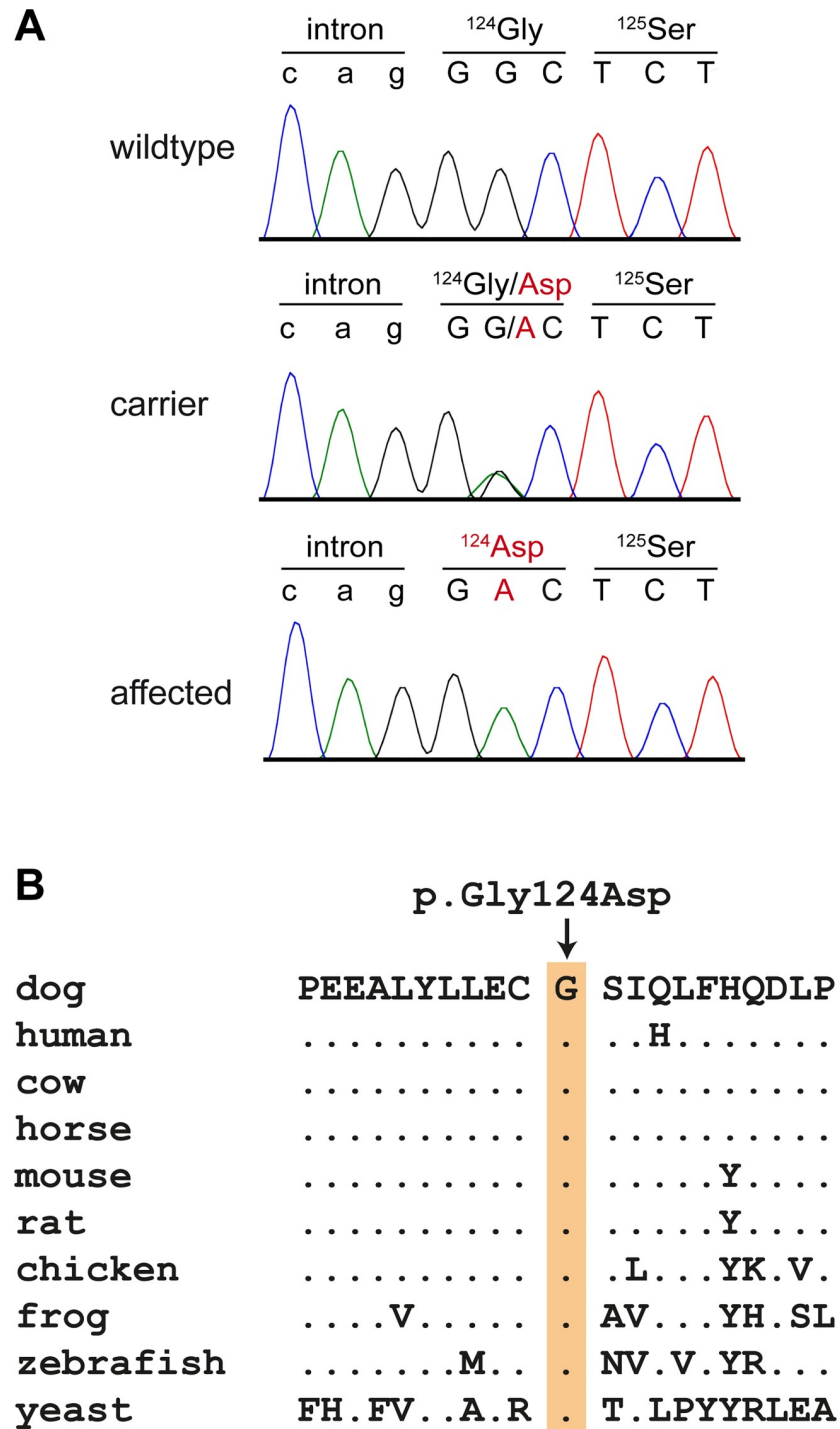 A
intron ¹²⁴Gly ¹²⁵Ser
c a g G G C T C T
wildtype
intron ¹²⁴Gly/Asp ¹²⁵Ser
c a g G G/A C T C T
carrier
intron ¹²⁴Asp ¹²⁵Ser
c a g G A C T C T
affected
B
p.Gly124Asp
dog PEEALYLLEC G SIQLFHQDLP
human .......... . ..H.......
cow .......... . ..........
horse .......... . ..........
mouse .......... . .....Y....
rat .......... . .....Y....
chicken .......... . .L...YK.V.
frog ....V..... . AV...YH.SL
zebrafish .......M.. . NV.V.YR...
yeast FH.FV..A.R . T.LPYYRLEA